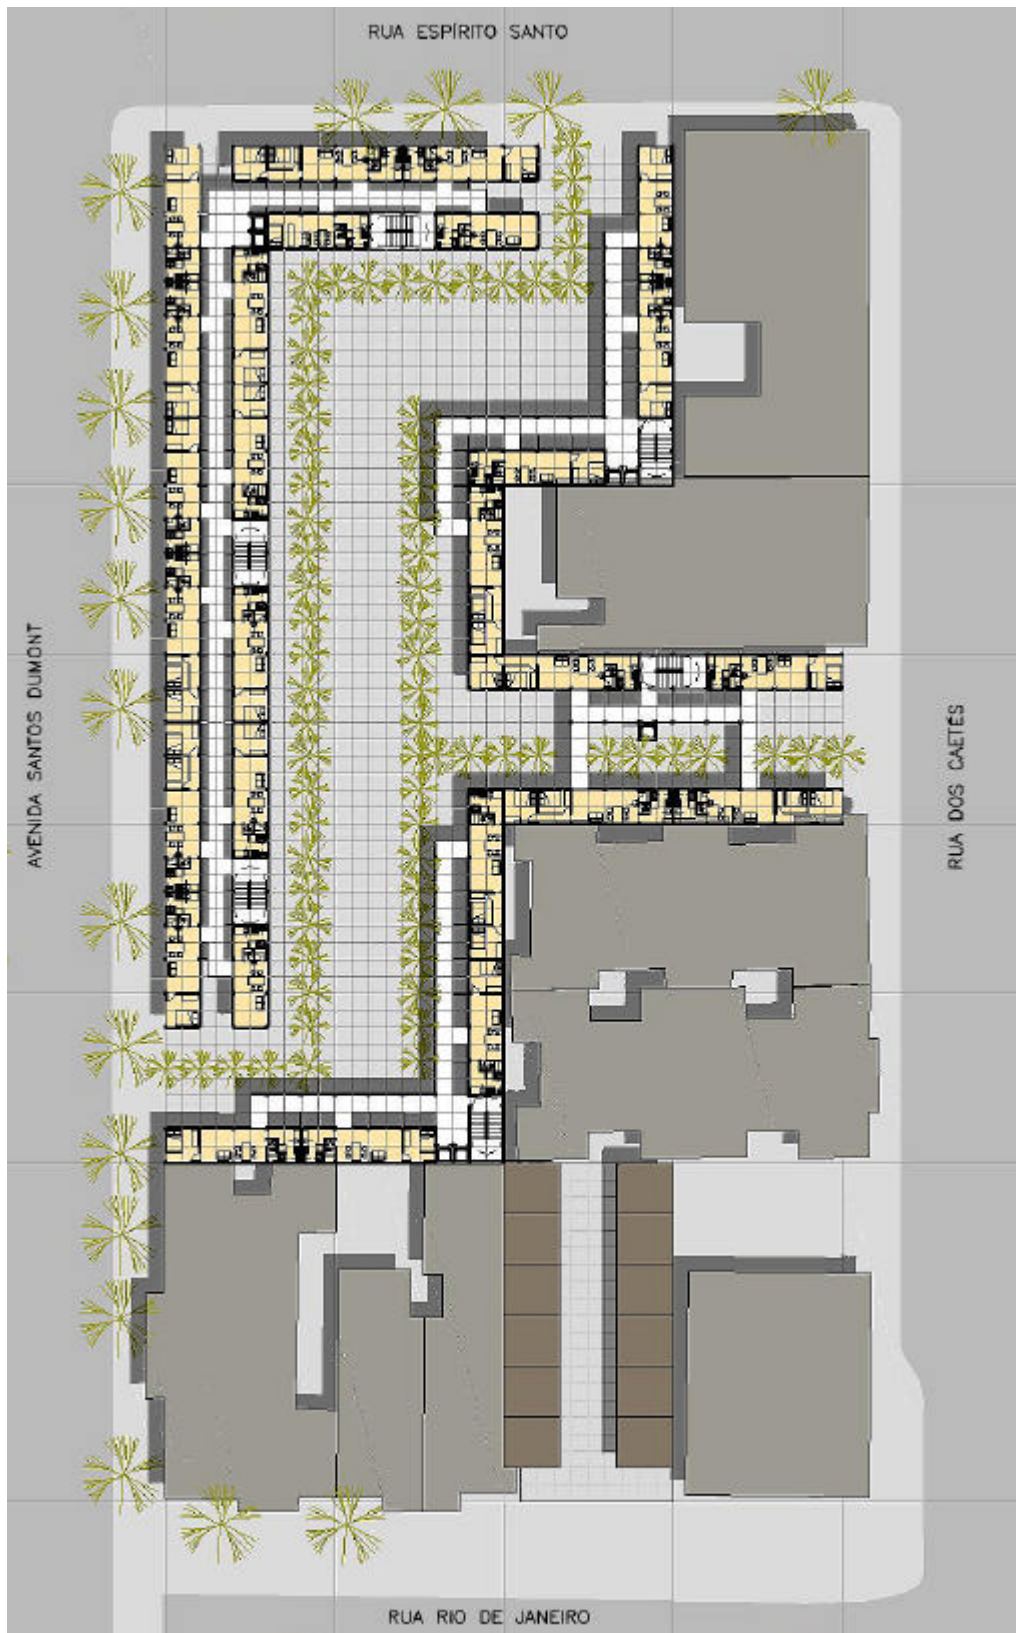 RUA ESPÍRITO SANTO
AVENIDA SANTOS DUMONT
RUA DOS CAETÉS
RUA RIO DE JANEIRO